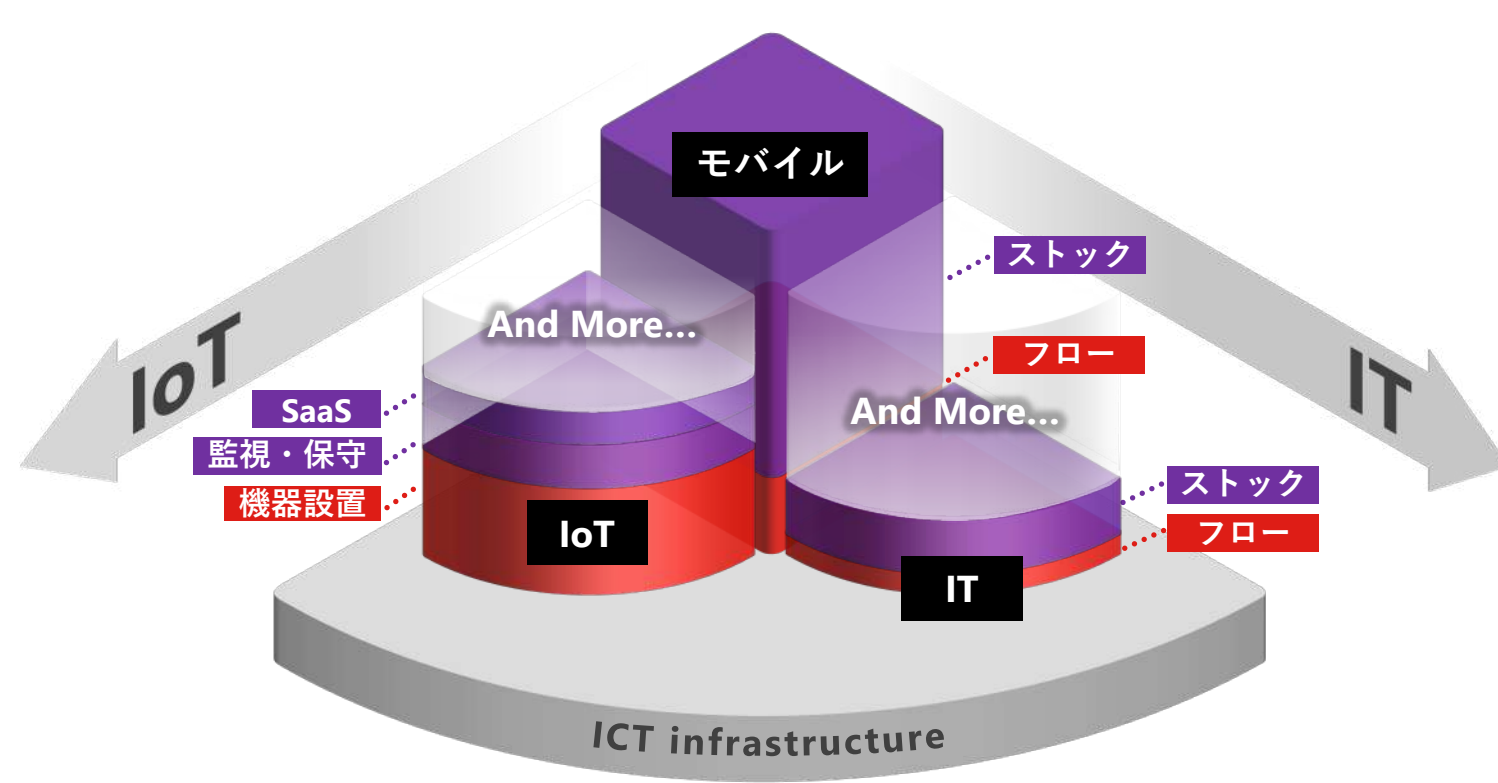 モバイル
ストック
And More...
フロー
IoT
IT
SaaS
And More...
監視・保守
機器設置
ストック
IoT
フロー
IT
ICT infrastructure